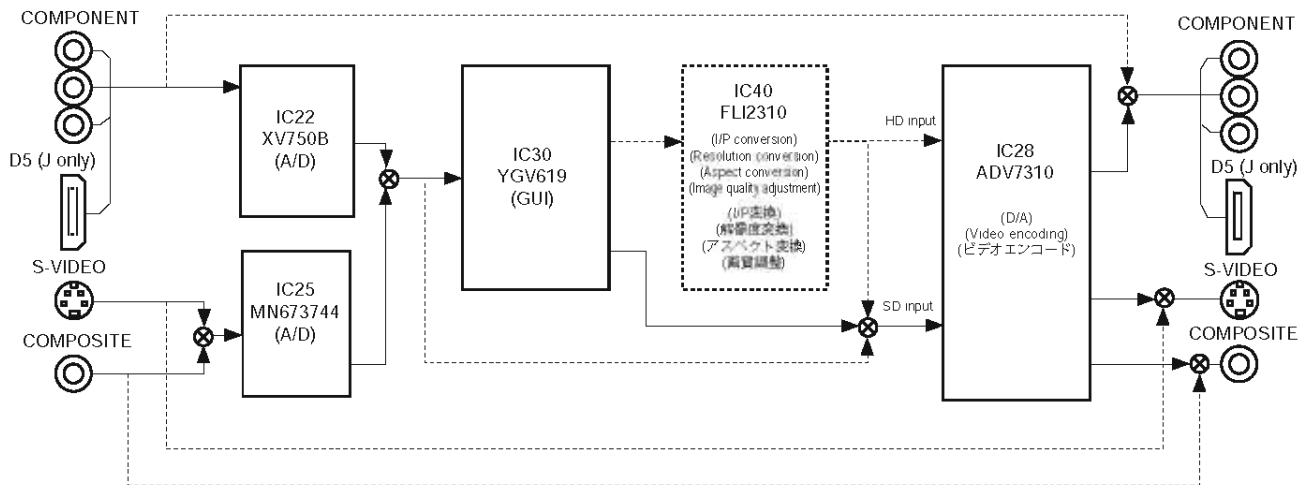 COMPONENT
D5 (J only)
S-VIDEO
COMPOSITE
IC22
XV750B
(A/D)
IC25
MN673744
(A/D)
IC30
YGV619
(GUI)
IC40
FLI2310
(I/P conversion)
(Resolution conversion)
(Aspect conversion)
(Image quality adjustment)
(I/P変換)
(解像度変換)
(アスペクト変換)
(画質調整)
HD input
SD input
IC28
ADV7310
(D/A)
(Video encoding)
(ビデオエンコード)
COMPONENT
D5 (J only)
S-VIDEO
COMPOSITE